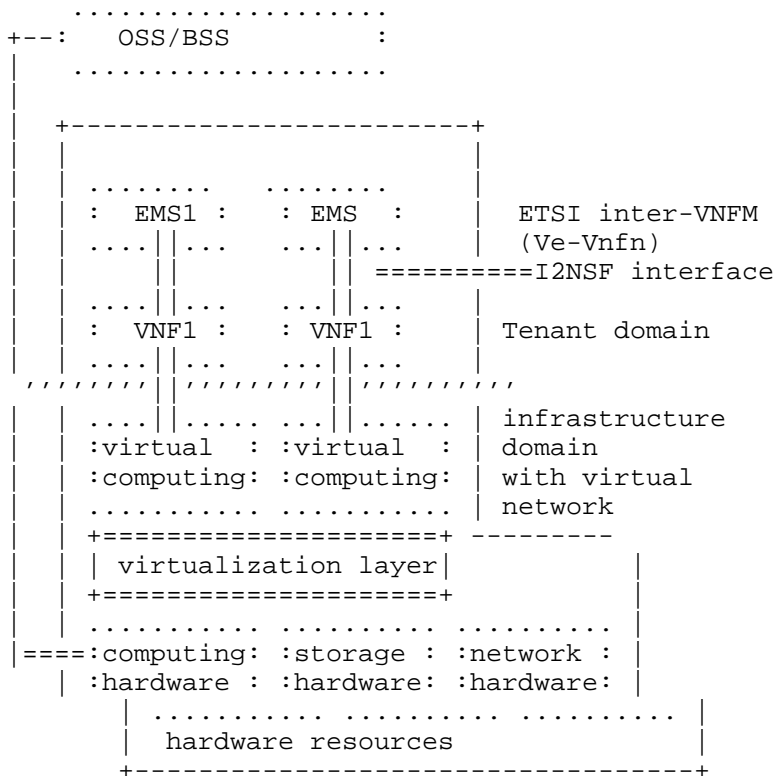 OSS/BSS
EMS1 EMS ETSI inter-VNFM
(Ve-Vnfn)
I2NSF interface
VNF1 VNF1 Tenant domain
infrastructure
virtual virtual domain
computing computing with virtual
network
virtualization layer
computing storage network
hardware hardware hardware
hardware resources